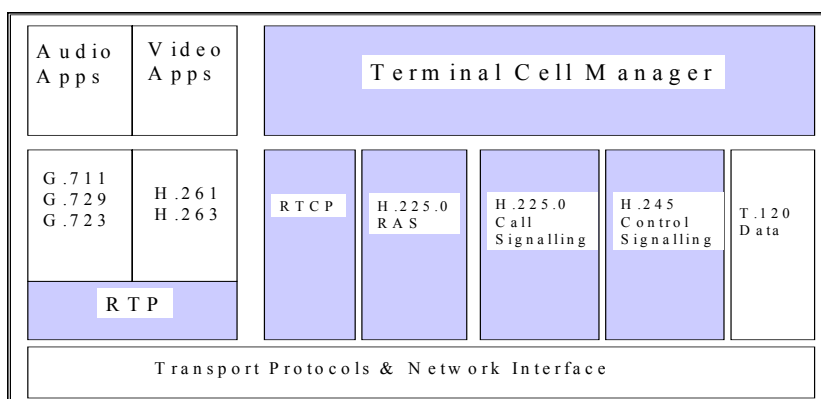 Audio
Apps
Video
Apps
Terminal Cell Manager
G.711
G.729
G.723
H.261
H.263
RTCP
H.225.0
RAS
H.225.0
Call
Signalling
H.245
Control
Signalling
T.120
Data
RTP
Transport Protocols & Network Interface